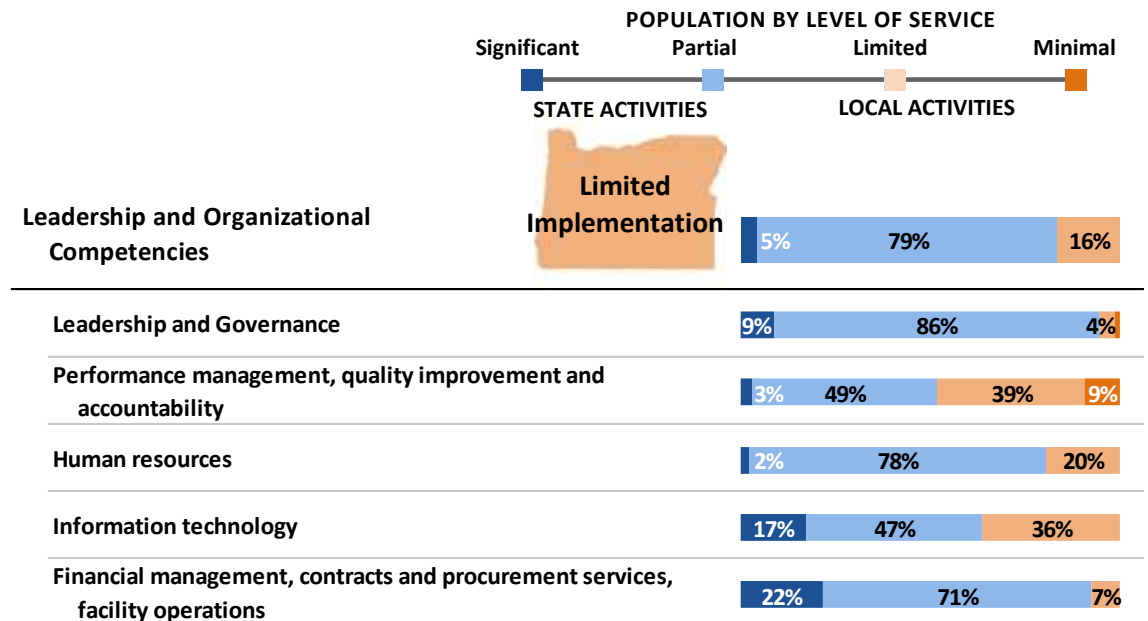 POPULATION BY LEVEL OF SERVICE
Significant Partial Limited Minimal
STATE ACTIVITIES LOCAL ACTIVITIES
Limited
Implementation
Leadership and Organizational
Competencies
5% 79% 16%
Leadership and Governance
9% 86% 4%
Performance management, quality improvement and
accountability
3% 49% 39% 9%
Human resources
2% 78% 20%
Information technology
17% 47% 36%
Financial management, contracts and procurement services,
facility operations
22% 71% 7%